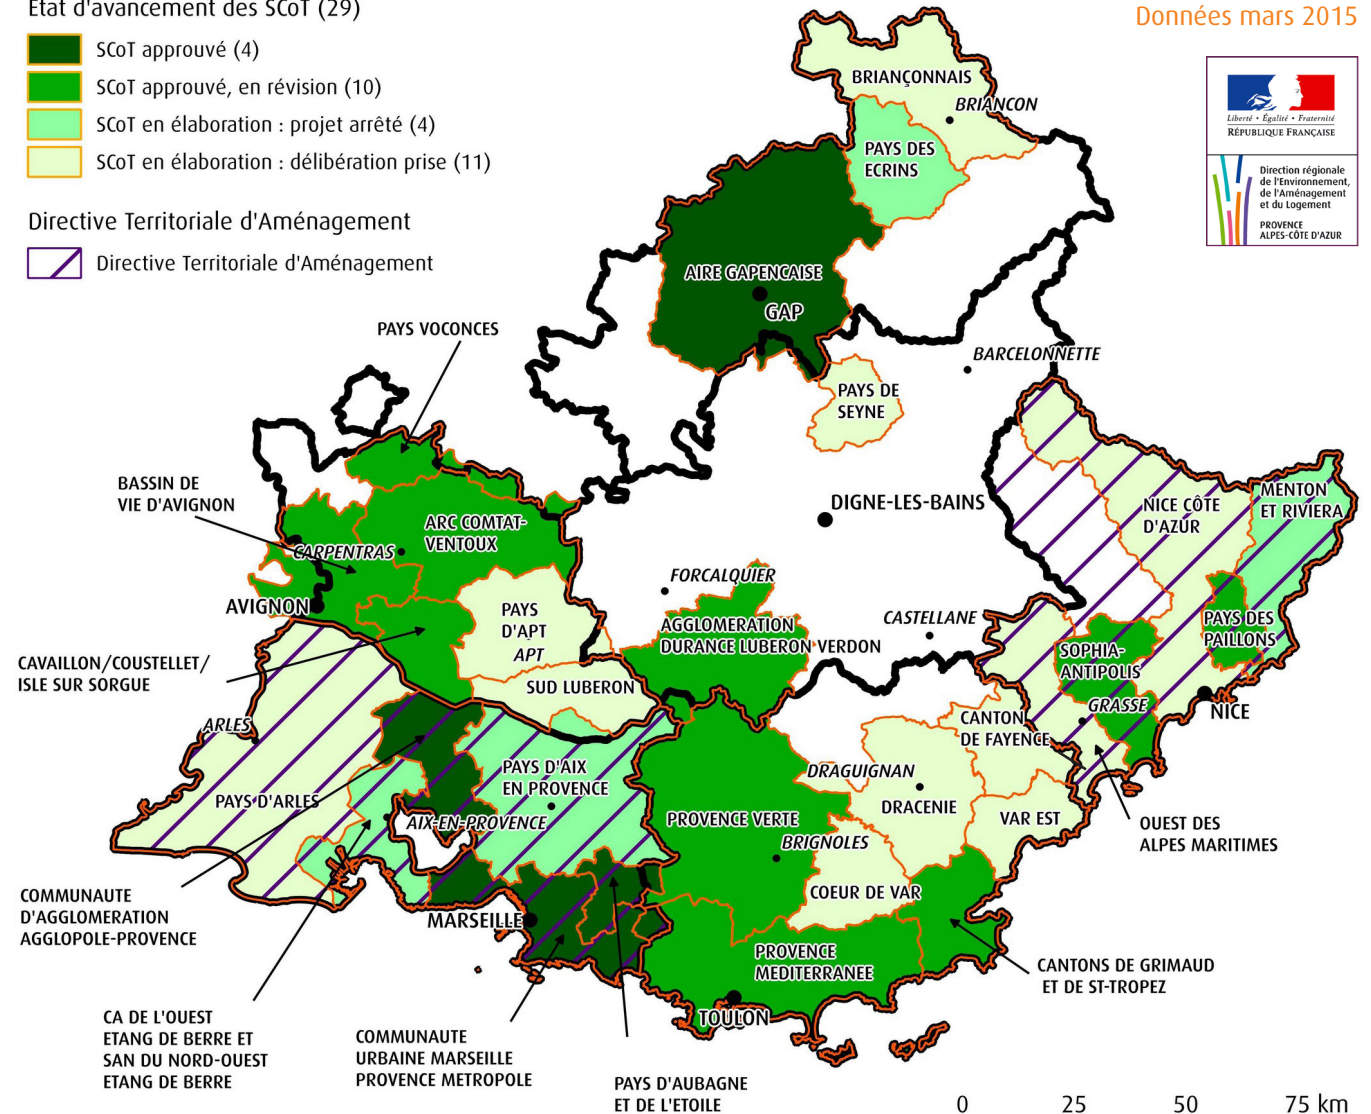 Etat d'avancement des SCoT (29)
SCoT approuvé (4)
SCoT approuvé, en révision (10)
SCoT en élaboration : projet arrêté (4)
SCoT en élaboration : délibération prise (11)
Directive Territoriale d'Aménagement
Directive Territoriale d'Aménagement
Données mars 2015
Liberté • Égalité • Fraternité
RÉPUBLIQUE FRANÇAISE
Direction régionale
de l'Environnement,
de l'Aménagement
et du Logement
PROVENCE
ALPES-CÔTE D'AZUR
BRIANÇONNAIS
BRIANCON
PAYS DES
ECRINS
AIRE GAPENCAISE
GAP
PAYS VOCONCES
BARCELONNETTE
PAYS DE
SEYNE
BASSIN DE
VIE D'AVIGNON
ARC COMTAT-
VENTOUX
CARPENTRAS
DIGNE-LES-BAINS
NICE CÔTE
D'AZUR
MENTON
ET RIVIERA
FORCALQUIER
AVIGNON
PAYS
D'APT
APT
AGGLOMERATION
DURANCE LUBERON VERDON
CASTELLANE
PAYS DES
PAILLONS
SOPHIA-
ANTIPOLIS
CAVAILLON/COUSTELLET/
ISLE SUR SORGUE
SUD LUBERON
GRASSE
NICE
ARLES
CANTON
DE FAYENCE
PAYS D'AIX
EN PROVENCE
DRAGUIGNAN
DRACENIE
PAYS D'ARLES
AIX-EN-PROVENCE
PROVENCE VERTE
BRIGNOLES
VAR EST
OUEST DES
ALPES MARITIMES
COEUR DE VAR
COMMUNAUTE
D'AGGLOMERATION
AGGLOPOLE-PROVENCE
MARSEILLE
PROVENCE
MEDITERRANEE
CANTONS DE GRIMAUD
ET DE ST-TROPEZ
TOULON
CA DE L'OUEST
ETANG DE BERRE ET
SAN DU NORD-OUEST
ETANG DE BERRE
COMMUNAUTE
URBAINE MARSEILLE
PROVENCE METROPOLE
PAYS D'AUBAGNE
ET DE L'ETOILE
0 25 50 75 km